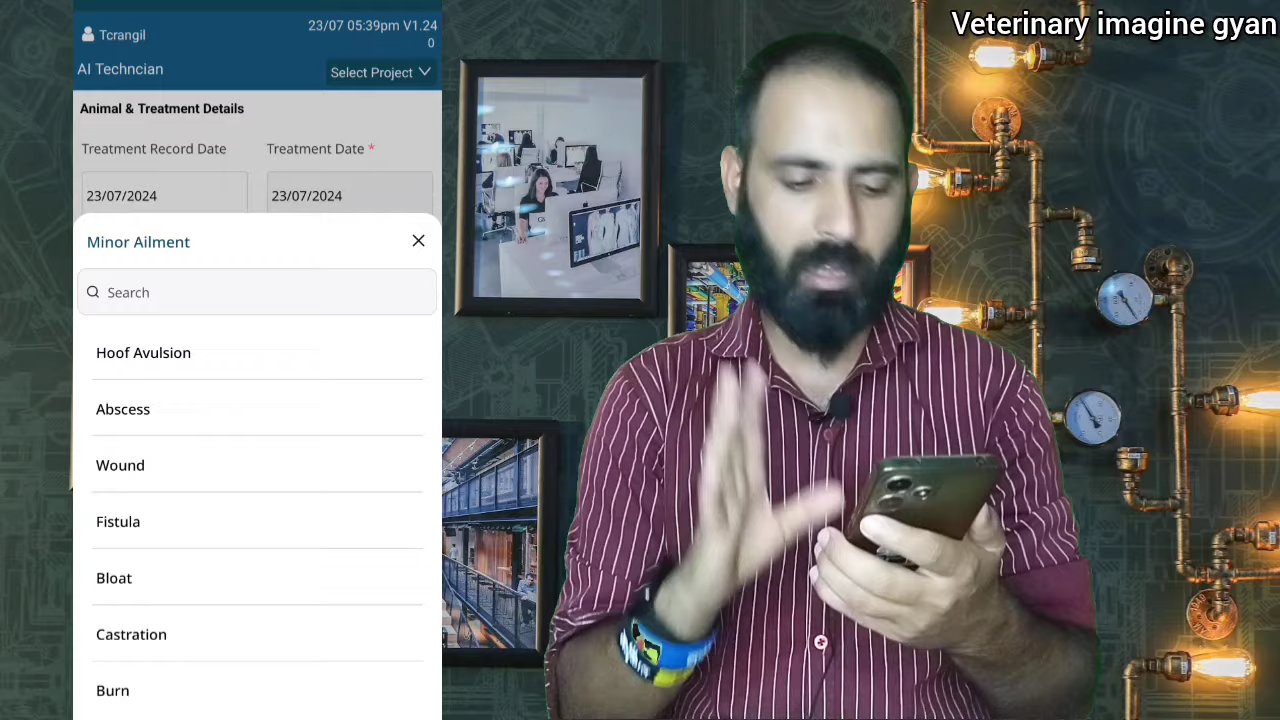 Veterinary imagine gyan
Tcrangil
23/07 05:39pm V1.24
0
AI Techncian
Select Project
Animal & Treatment Details
Treatment Record Date
Treatment Date *
23/07/2024
23/07/2024
Minor Ailment
Search
Hoof Avulsion
Abscess
Wound
Fistula
Bloat
Castration
Burn